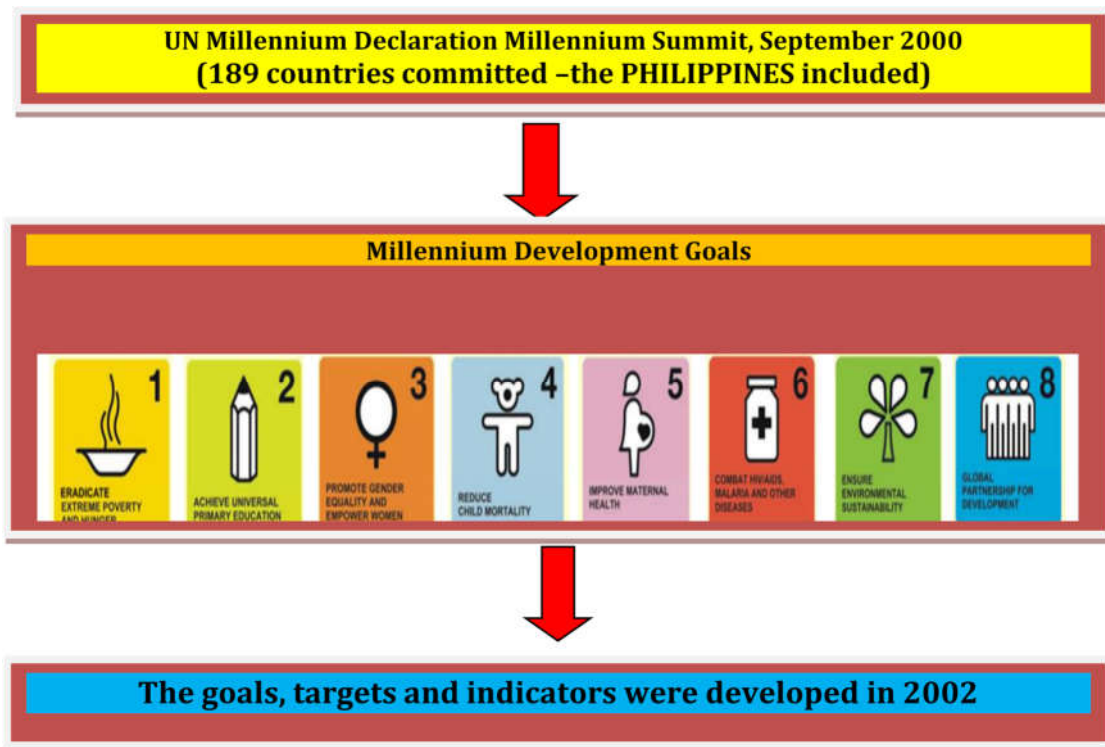 UN Millennium Declaration Millennium Summit, September 2000
(189 countries committed –the PHILIPPINES included)
Millennium Development Goals
1
ERADICATE
EXTREME POVERTY
AND HUNGER
2
ACHIEVE UNIVERSAL
PRIMARY EDUCATION
3
PROMOTE GENDER
EQUALITY AND
EMPOWER WOMEN
4
REDUCE
CHILD MORTALITY
5
IMPROVE MATERNAL
HEALTH
6
COMBAT HIV/AIDS,
MALARIA AND OTHER
DISEASES
7
ENSURE
ENVIRONMENTAL
SUSTAINABILITY
8
GLOBAL
PARTNERSHIP FOR
DEVELOPMENT
The goals, targets and indicators were developed in 2002